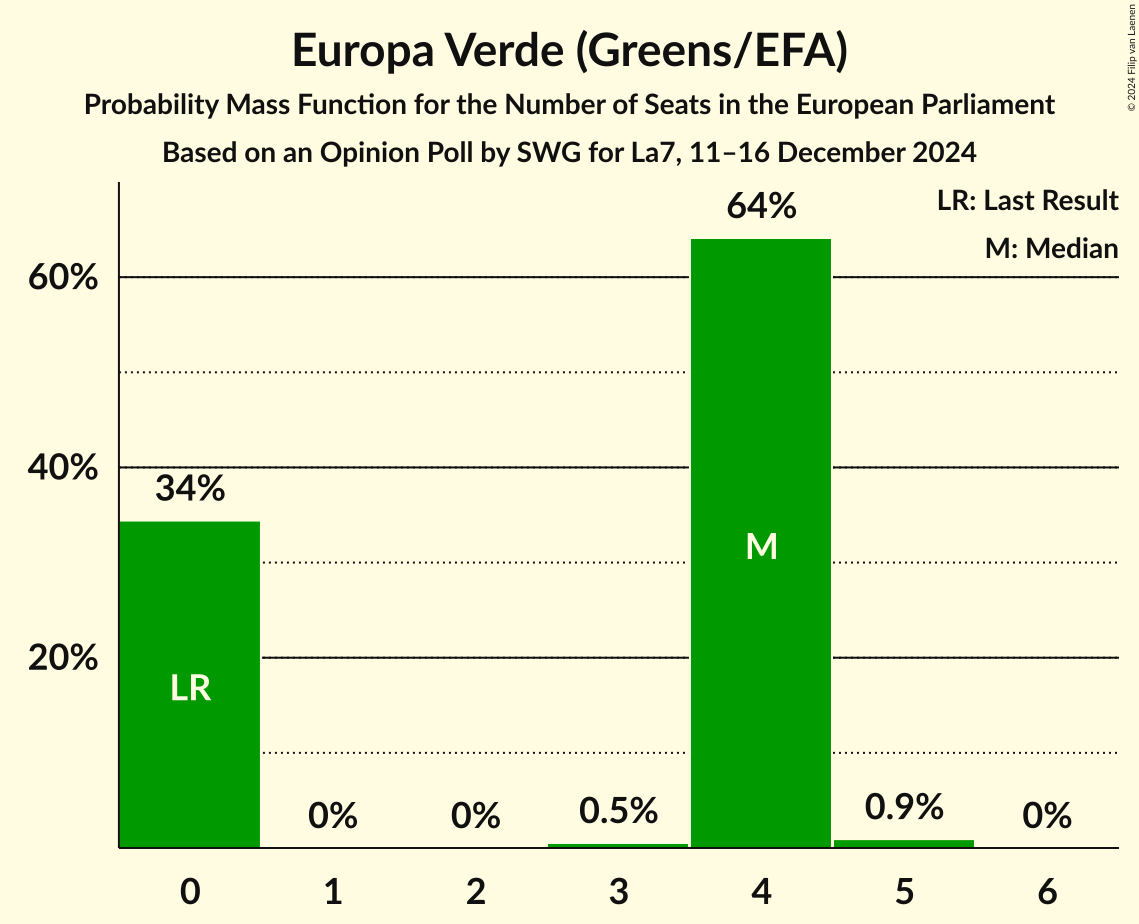 Europa Verde (Greens/EFA)
Probability Mass Function for the Number of Seats in the European Parliament
Based on an Opinion Poll by SWG for La7, 11–16 December 2024
© 2024 Filip van Laenen
LR: Last Result
M: Median
60%
40%
20%
34%
0%
0%
0.5%
64%
0.9%
0%
LR
M
0
1
2
3
4
5
6